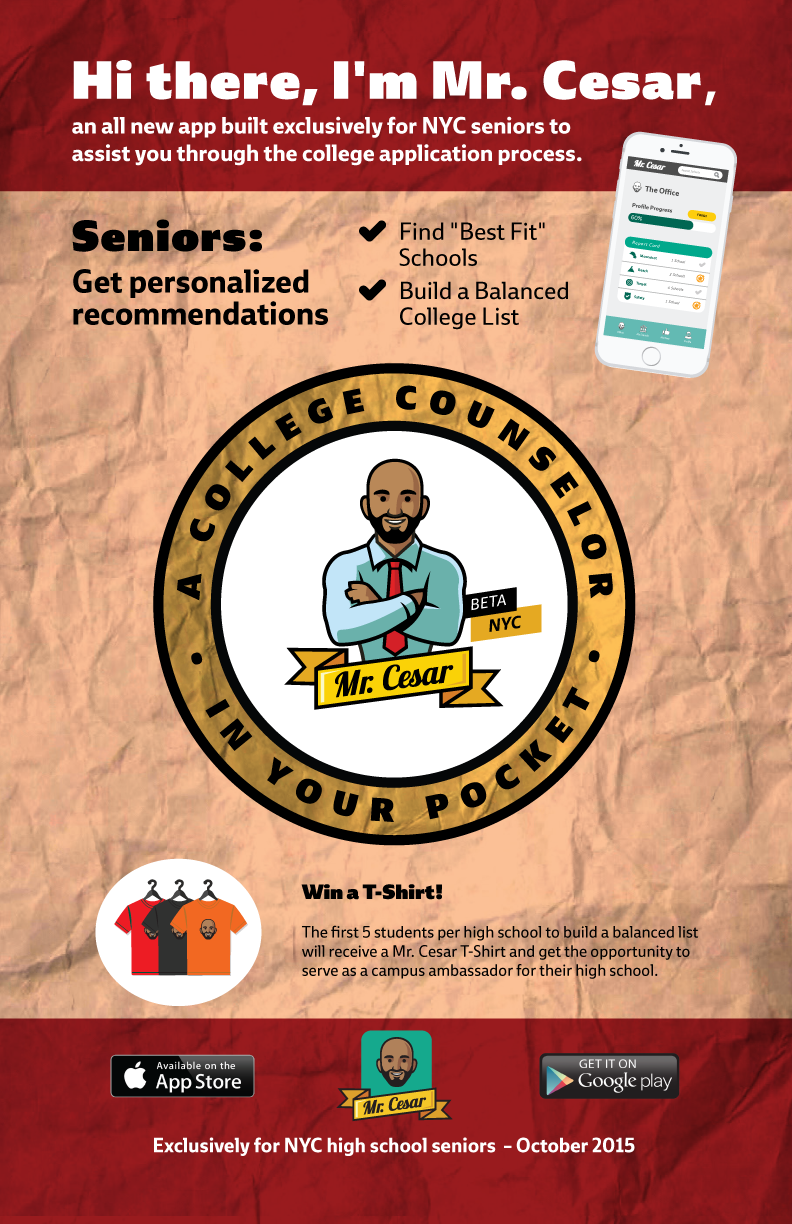 Hi there, I'm Mr. Cesar,
an all new app built exclusively for NYC seniors to
assist you through the college application process.
Mr. Cesar
The Office
Profile Progress
60%
Report Card
Reach
Target
Safety
Seniors:
Get personalized
recommendations
Find "Best Fit"
Schools
Build a Balanced
College List
A COLLEGE COUNSELOR
• IN YOUR POCKET •
BETA
NYC
Mr. Cesar
Win a T-Shirt!
The first 5 students per high school to build a balanced list
will receive a Mr. Cesar T-Shirt and get the opportunity to
serve as a campus ambassador for their high school.
Available on the
App Store
Mr. Cesar
GET IT ON
Google play
Exclusively for NYC high school seniors – October 2015